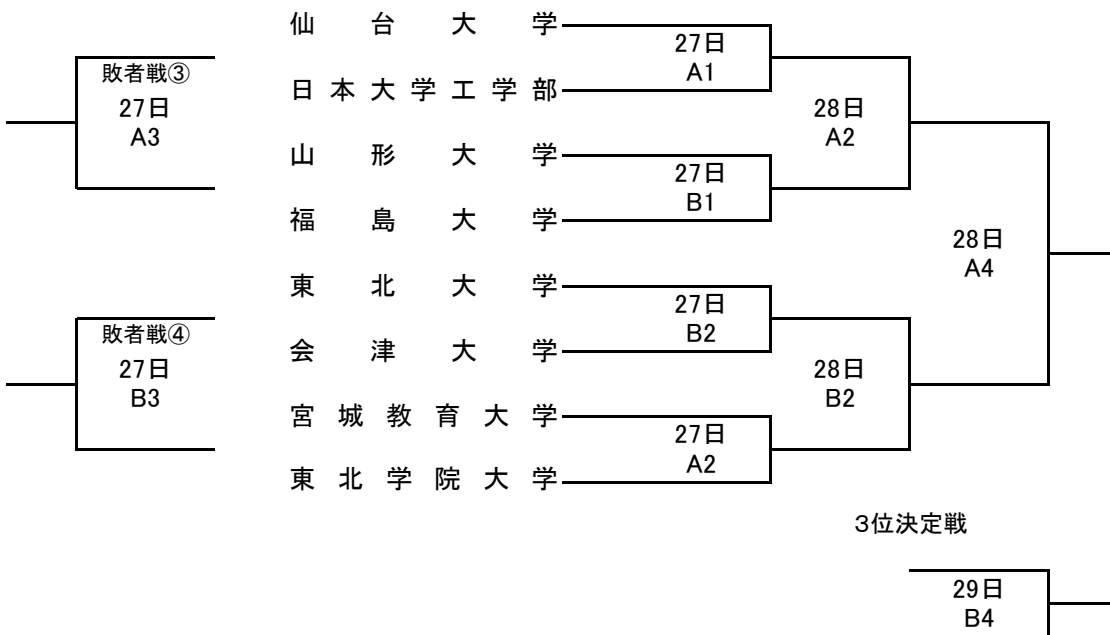 仙台大学
27日
A1
敗者戦③
27日
A3
日本大学工学部
28日
A2
山形大学
27日
B1
福島大学
28日
A4
東北大学
27日
B2
敗者戦④
27日
B3
会津大学
28日
B2
宮城教育大学
27日
A2
東北学院大学
3位決定戦
29日
B4